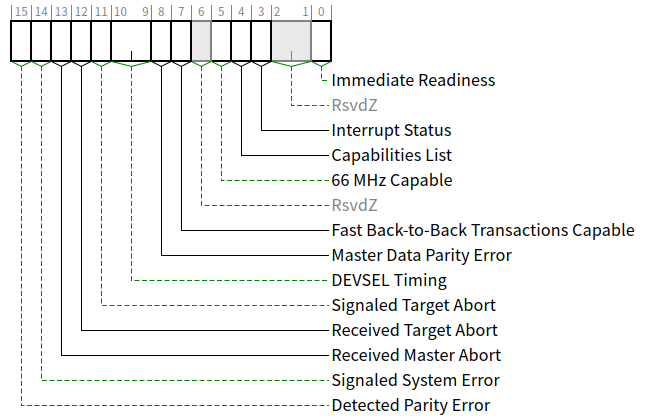 15 14 13 12 11 10 9 8 7 6 5 4 3 2 1 0
Immediate Readiness
RsvdZ
Interrupt Status
Capabilities List
66 MHz Capable
RsvdZ
Fast Back-to-Back Transactions Capable
Master Data Parity Error
DEVSEL Timing
Signaled Target Abort
Received Target Abort
Received Master Abort
Signaled System Error
Detected Parity Error